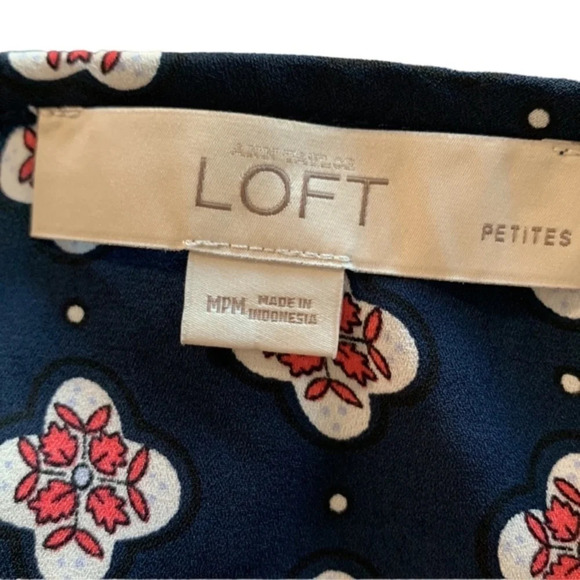 ANN TAYLOR
LOFT
PETITES
MPM MADE IN
INDONESIA